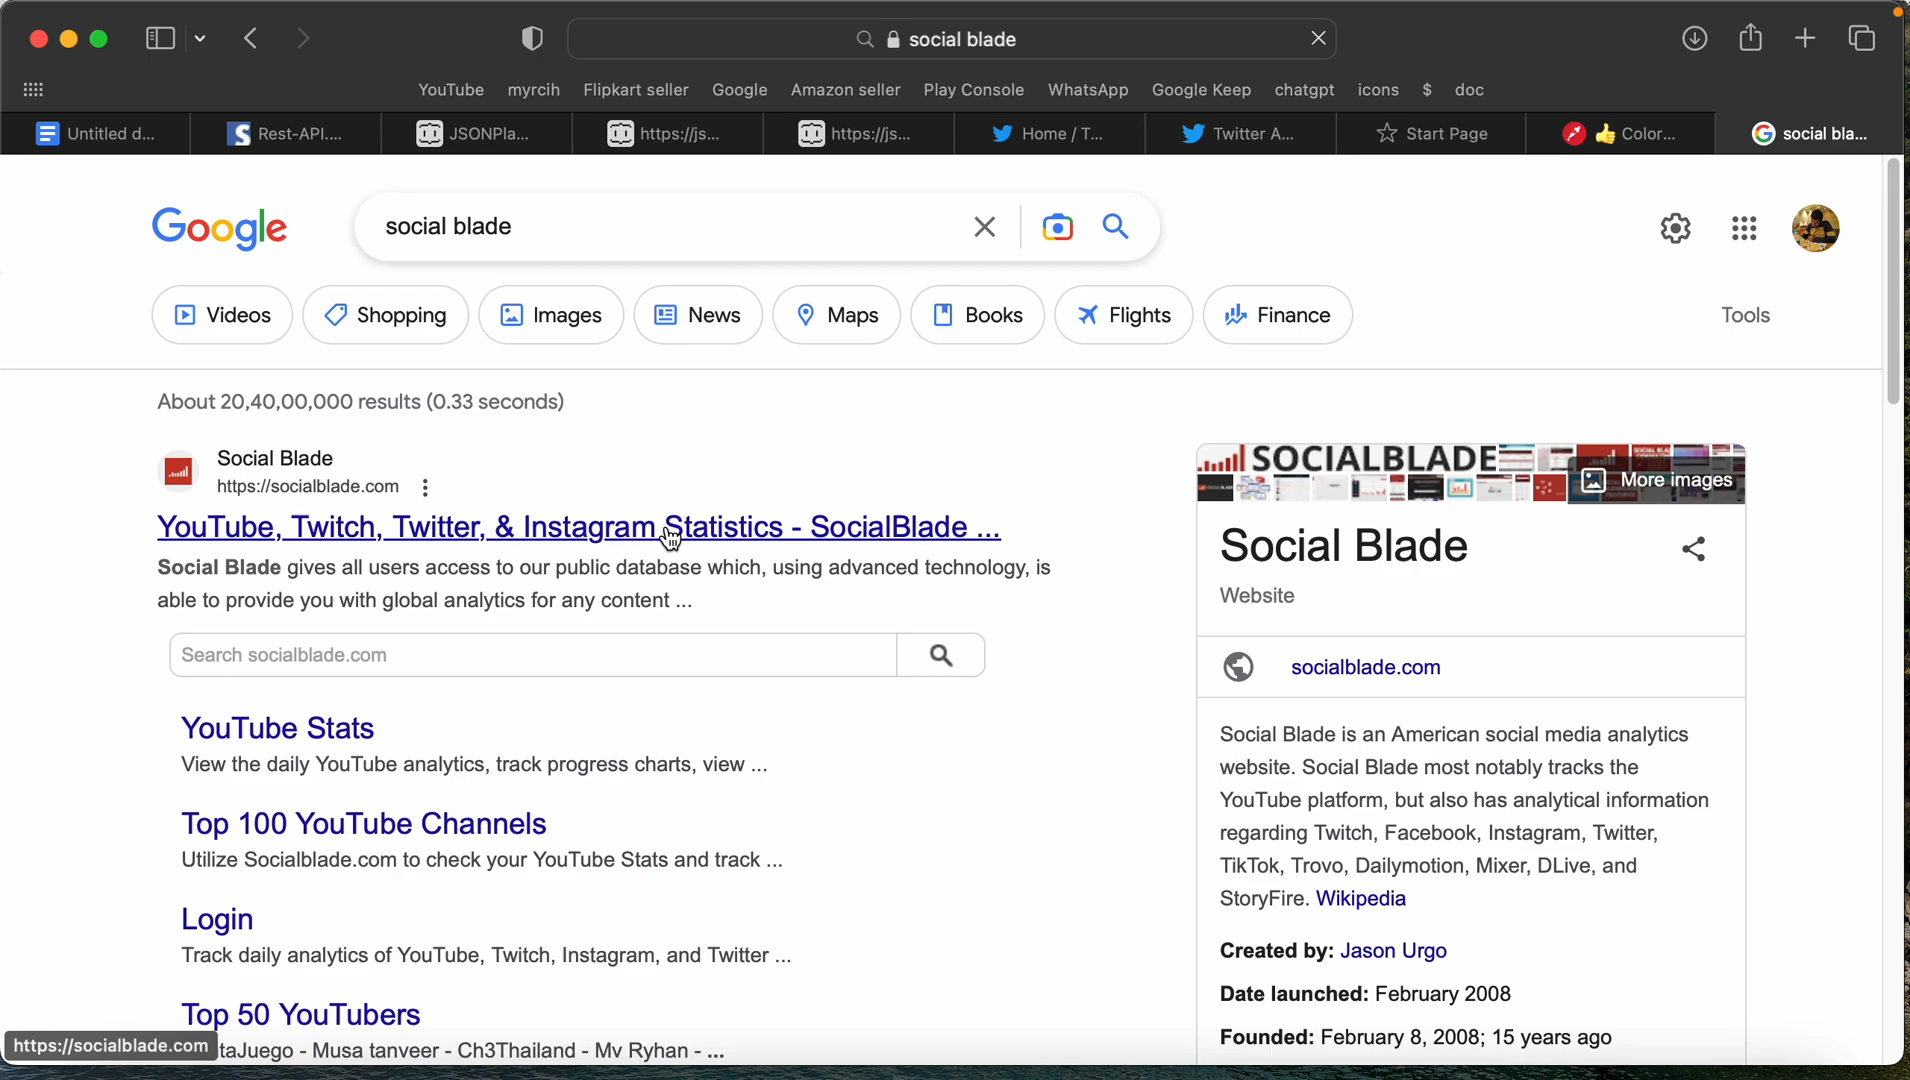 social blade
YouTube myrcih Flipkart seller Google Amazon seller Play Console WhatsApp Google Keep chatgpt icons $ doc
Untitled d... Rest-API.... JSONPla... https://js... https://js... Home / T... Twitter A... Start Page 👍 Color... social bla...
Google social blade
Videos Shopping Images News Maps Books Flights Finance Tools
About 20,40,00,000 results (0.33 seconds)
Social Blade
https://socialblade.com
YouTube, Twitch, Twitter, & Instagram Statistics - SocialBlade ...
Social Blade gives all users access to our public database which, using advanced technology, is
able to provide you with global analytics for any content ...
Search socialblade.com
YouTube Stats
View the daily YouTube analytics, track progress charts, view ...
Top 100 YouTube Channels
Utilize Socialblade.com to check your YouTube Stats and track ...
Login
Track daily analytics of YouTube, Twitch, Instagram, and Twitter ...
Top 50 YouTubers
taJuego - Musa tanveer - Ch3Thailand - Mv Ryhan - ...
https://socialblade.com
SOCIALBLADE
More images
Social Blade
Website
socialblade.com
Social Blade is an American social media analytics
website. Social Blade most notably tracks the
YouTube platform, but also has analytical information
regarding Twitch, Facebook, Instagram, Twitter,
TikTok, Trovo, Dailymotion, Mixer, DLive, and
StoryFire. Wikipedia
Created by: Jason Urgo
Date launched: February 2008
Founded: February 8, 2008; 15 years ago